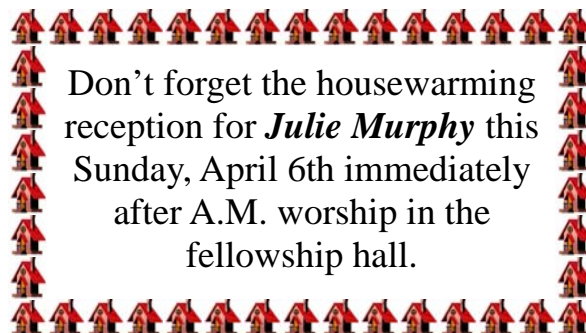 Don’t forget the housewarming
reception for Julie Murphy this
Sunday, April 6th immediately
after A.M. worship in the
fellowship hall.